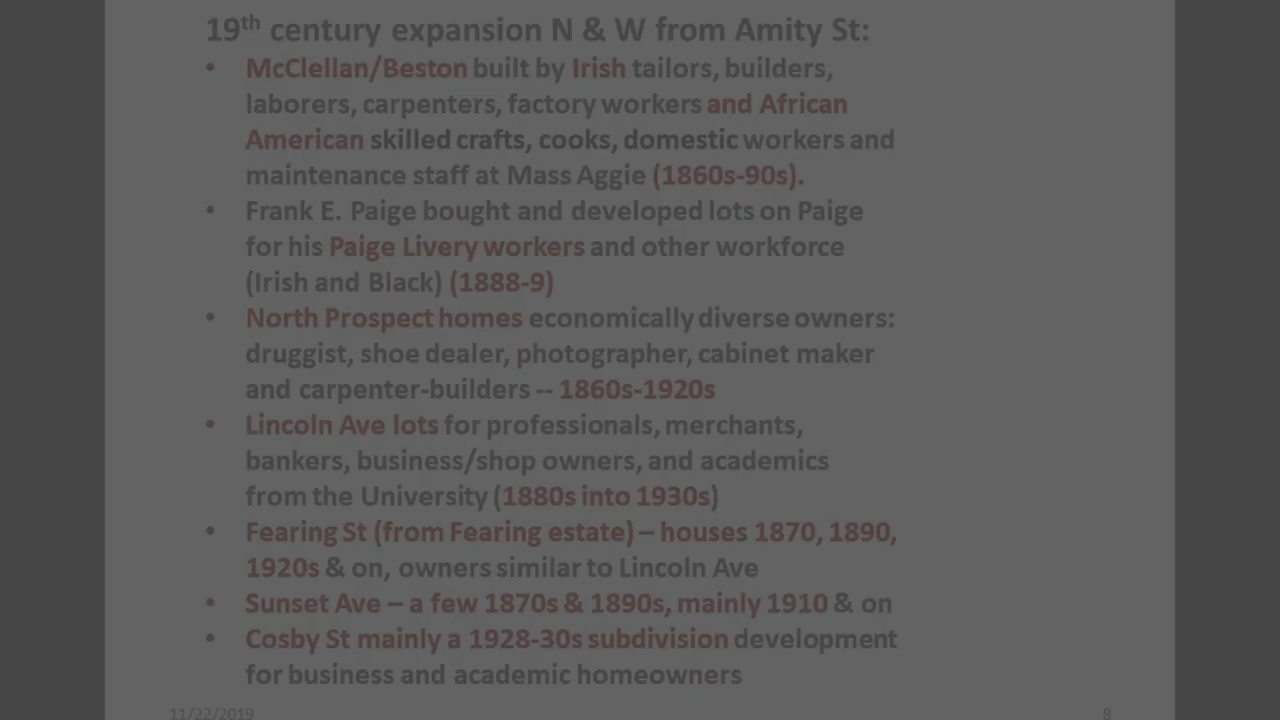 19th century expansion N & W from Amity St:
• McClellan/Beston built by Irish tailors, builders,
laborers, carpenters, factory workers and African
American skilled crafts, cooks, domestic workers and
maintenance staff at Mass Aggie (1860s-90s).
• Frank E. Paige bought and developed lots on Paige
for his Paige Livery workers and other workforce
(Irish and Black) (1888-9)
• North Prospect homes economically diverse owners:
druggist, shoe dealer, photographer, cabinet maker
and carpenter-builders -- 1860s-1920s
• Lincoln Ave lots for professionals, merchants,
bankers, business/shop owners, and academics
from the University (1880s into 1930s)
• Fearing St (from Fearing estate) – houses 1870, 1890,
1920s & on, owners similar to Lincoln Ave
• Sunset Ave – a few 1870s & 1890s, mainly 1910 & on
• Cosby St mainly a 1928-30s subdivision development
for business and academic homeowners
11/22/2019 8